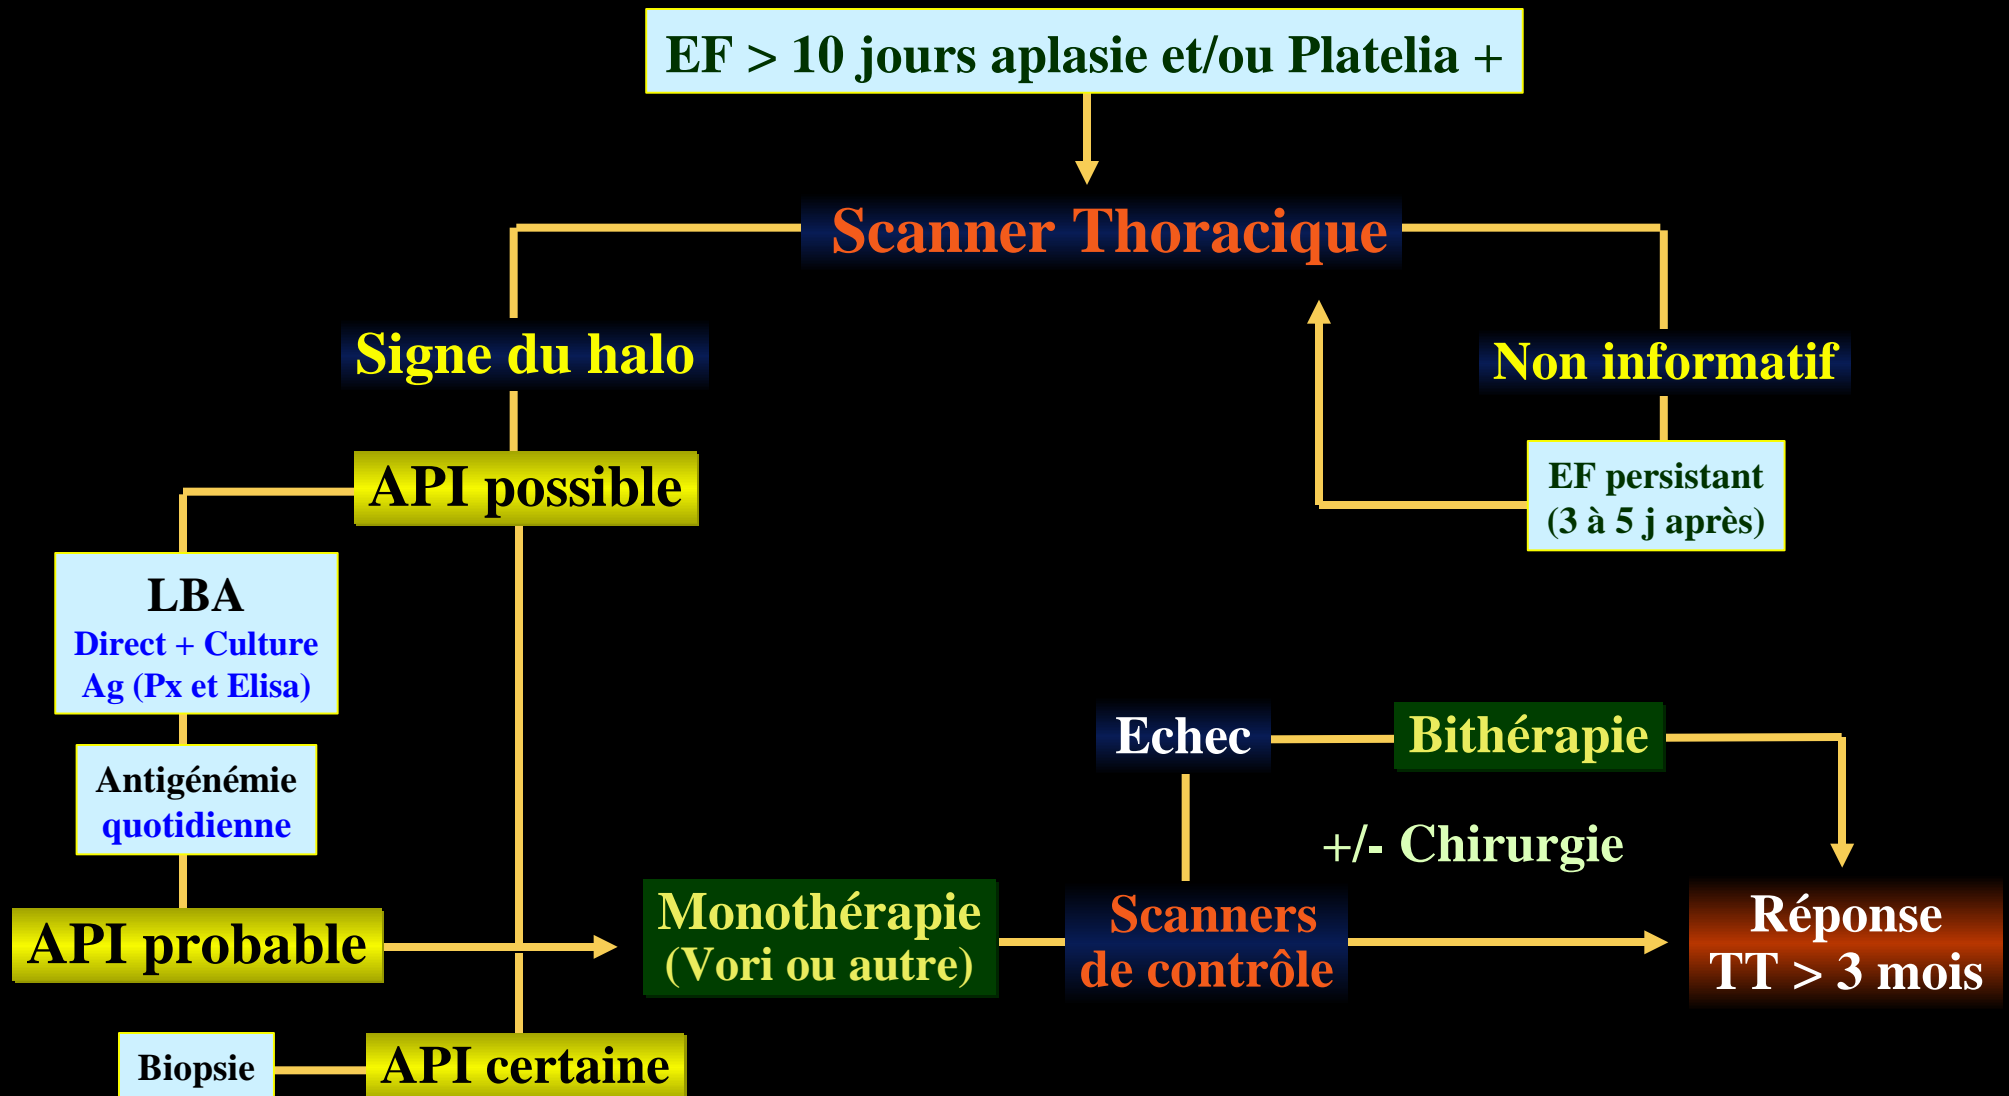 EF > 10 jours aplasie et/ou Platelia +
Scanner Thoracique
Signe du halo
Non informatif
API possible
EF persistant
(3 à 5 j après)
LBA
Direct + Culture
Ag (Px et Elisa)
Antigénémie
quotidienne
Echec
Bithérapie
+/- Chirurgie
API probable
Monothérapie
(Vori ou autre)
Scanners
de contrôle
Réponse
TT > 3 mois
Biopsie
API certaine